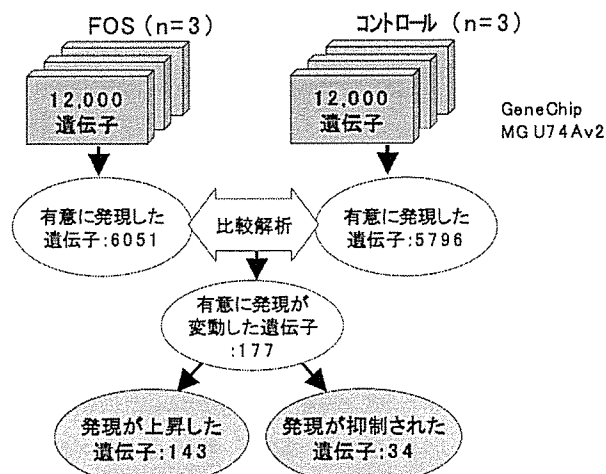 FOS (n=3)
コントロール (n=3)
12,000
遺伝子
12,000
遺伝子
GeneChip
MG U74Av2
有意に発現した
遺伝子:6051
比較解析
有意に発現した
遺伝子:5796
有意に発現が
変動した遺伝子
:177
発現が上昇した
遺伝子:143
発現が抑制された
遺伝子:34